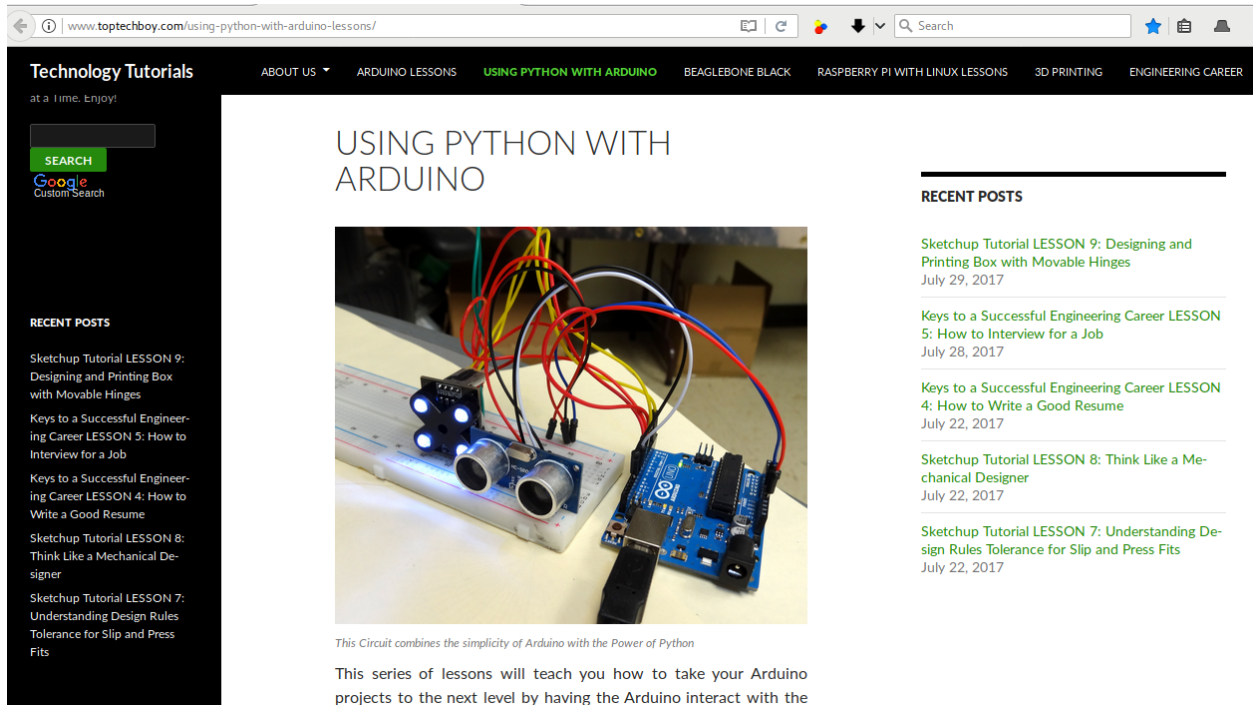 www.toptechboy.com/using-python-with-arduino-lessons/
Search
Technology Tutorials
ABOUT US
ARDUINO LESSONS
USING PYTHON WITH ARDUINO
BEAGLEBONE BLACK
RASPBERRY PI WITH LINUX LESSONS
3D PRINTING
ENGINEERING CAREER
at a Time. Enjoy!
SEARCH
Google
Custom Search
RECENT POSTS
Sketchup Tutorial LESSON 9:
Designing and Printing Box
with Movable Hinges
Keys to a Successful Engineer-
ing Career LESSON 5: How to
Interview for a Job
Keys to a Successful Engineer-
ing Career LESSON 4: How to
Write a Good Resume
Sketchup Tutorial LESSON 8:
Think Like a Mechanical De-
signer
Sketchup Tutorial LESSON 7:
Understanding Design Rules
Tolerance for Slip and Press
Fits
USING PYTHON WITH
ARDUINO
UNO
ARDUINO
This Circuit combines the simplicity of Arduino with the Power of Python
This series of lessons will teach you how to take your Arduino
projects to the next level by having the Arduino interact with the
RECENT POSTS
Sketchup Tutorial LESSON 9: Designing and
Printing Box with Movable Hinges
July 29, 2017
Keys to a Successful Engineering Career LESSON
5: How to Interview for a Job
July 28, 2017
Keys to a Successful Engineering Career LESSON
4: How to Write a Good Resume
July 22, 2017
Sketchup Tutorial LESSON 8: Think Like a Me-
chanical Designer
July 22, 2017
Sketchup Tutorial LESSON 7: Understanding De-
sign Rules Tolerance for Slip and Press Fits
July 22, 2017